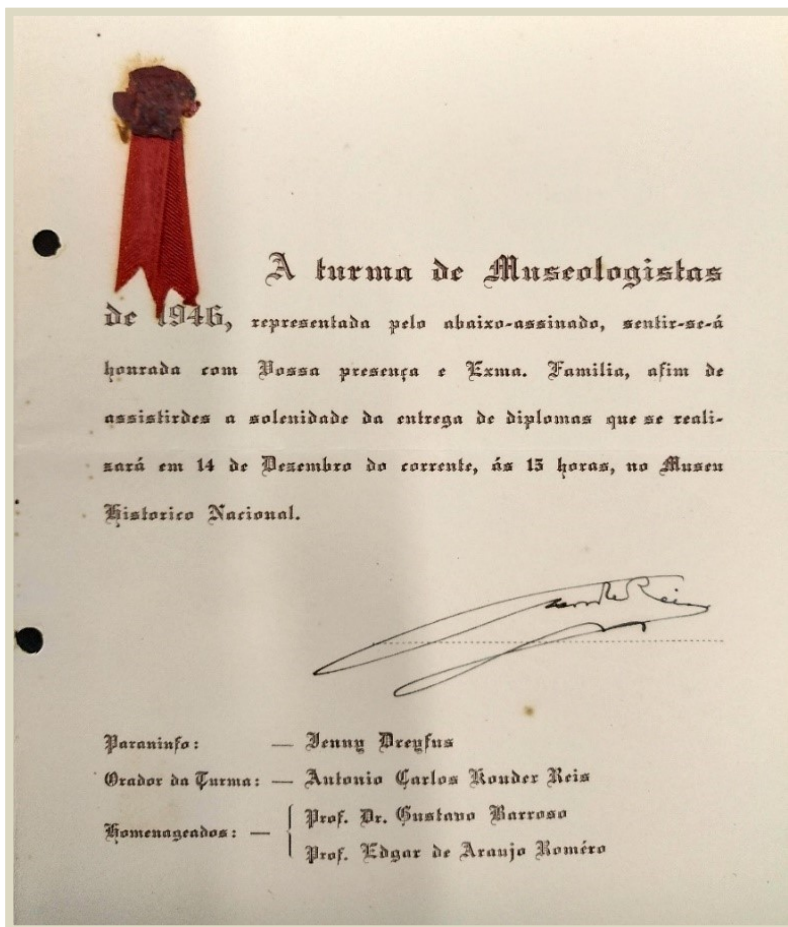 A turma de Museologistas
de 1946, representada pelo abaixo-assinado, sentir-se-á
honrada com Vossa presença e Exma. Familia, afim de
assistirdes a solenidade da entrega de diplomas que se reali-
zará em 14 de Dezembro do corrente, ás 15 horas, no Museu
Historico Nacional.
Reis
Paraninfo: — Jenny Dreyfus
Orador da Turma: — Antonio Carlos Konder Reis
Homenageados: — { Prof. Dr. Gustavo Barroso
Prof. Edgar de Araujo Roméro